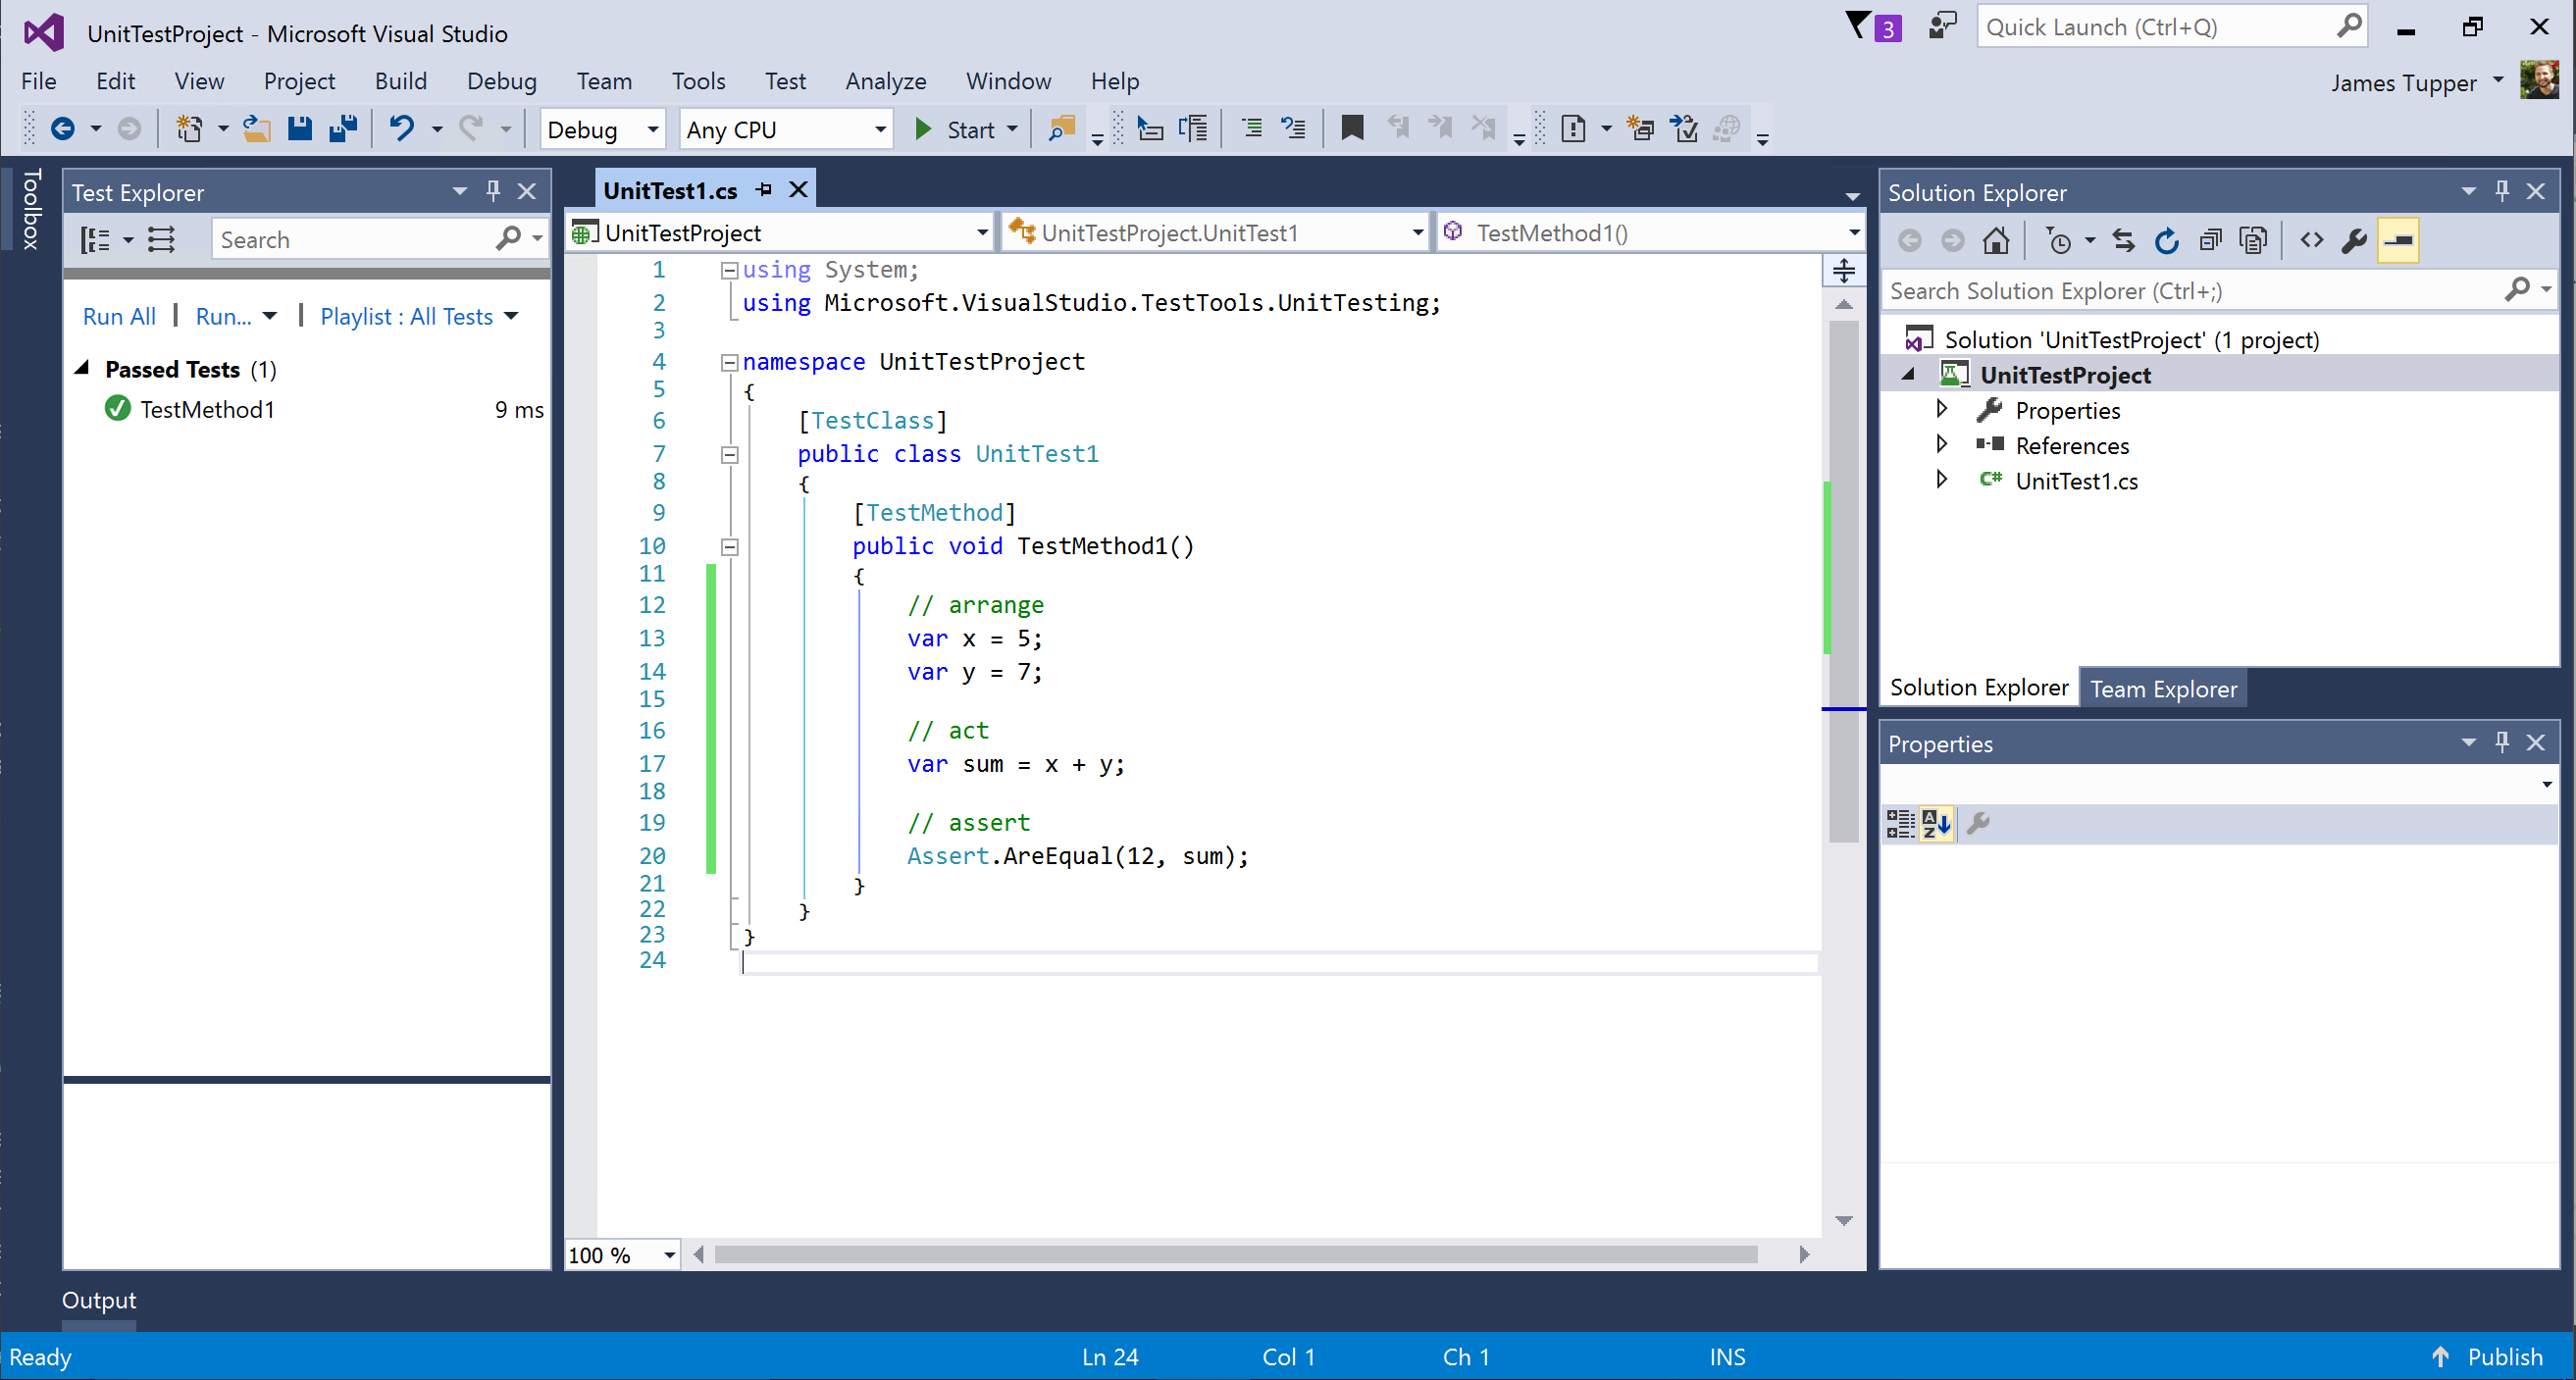 UnitTestProject - Microsoft Visual Studio
3
Quick Launch (Ctrl+Q)
File Edit View Project Build Debug Team Tools Test Analyze Window Help
James Tupper
Debug Any CPU Start
Toolbox
Test Explorer
Search
Run All | Run... | Playlist : All Tests
Passed Tests (1)
TestMethod1 9 ms
UnitTest1.cs
UnitTestProject UnitTestProject.UnitTest1 TestMethod1()
1 using System;
2 using Microsoft.VisualStudio.TestTools.UnitTesting;
3
4 namespace UnitTestProject
5 {
6 [TestClass]
7 public class UnitTest1
8 {
9 [TestMethod]
10 public void TestMethod1()
11 {
12 // arrange
13 var x = 5;
14 var y = 7;
15
16 // act
17 var sum = x + y;
18
19 // assert
20 Assert.AreEqual(12, sum);
21 }
22 }
23 }
24
100 %
Solution Explorer
Search Solution Explorer (Ctrl+;)
Solution 'UnitTestProject' (1 project)
UnitTestProject
Properties
References
C# UnitTest1.cs
Solution Explorer Team Explorer
Properties
Output
Ready Ln 24 Col 1 Ch 1 INS Publish